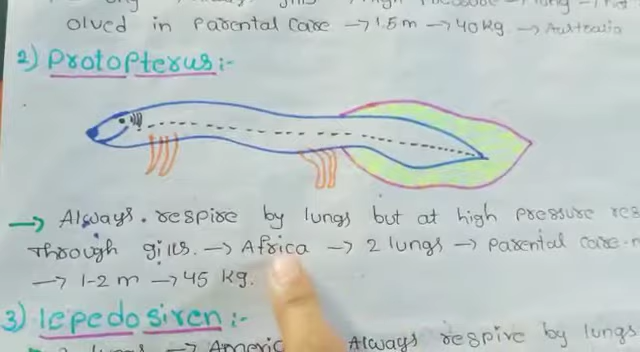 olved in parental care → 1.5 m → 40 kg → Australia
2) Protopterus:-
→ Always. respire by lungs but at high pressure res
Through gills. → Africa → 2 lungs → parental care.
→ 1-2 m → 45 kg.
3) lepedosiren:-
lungs → Americ Always respire by lungs